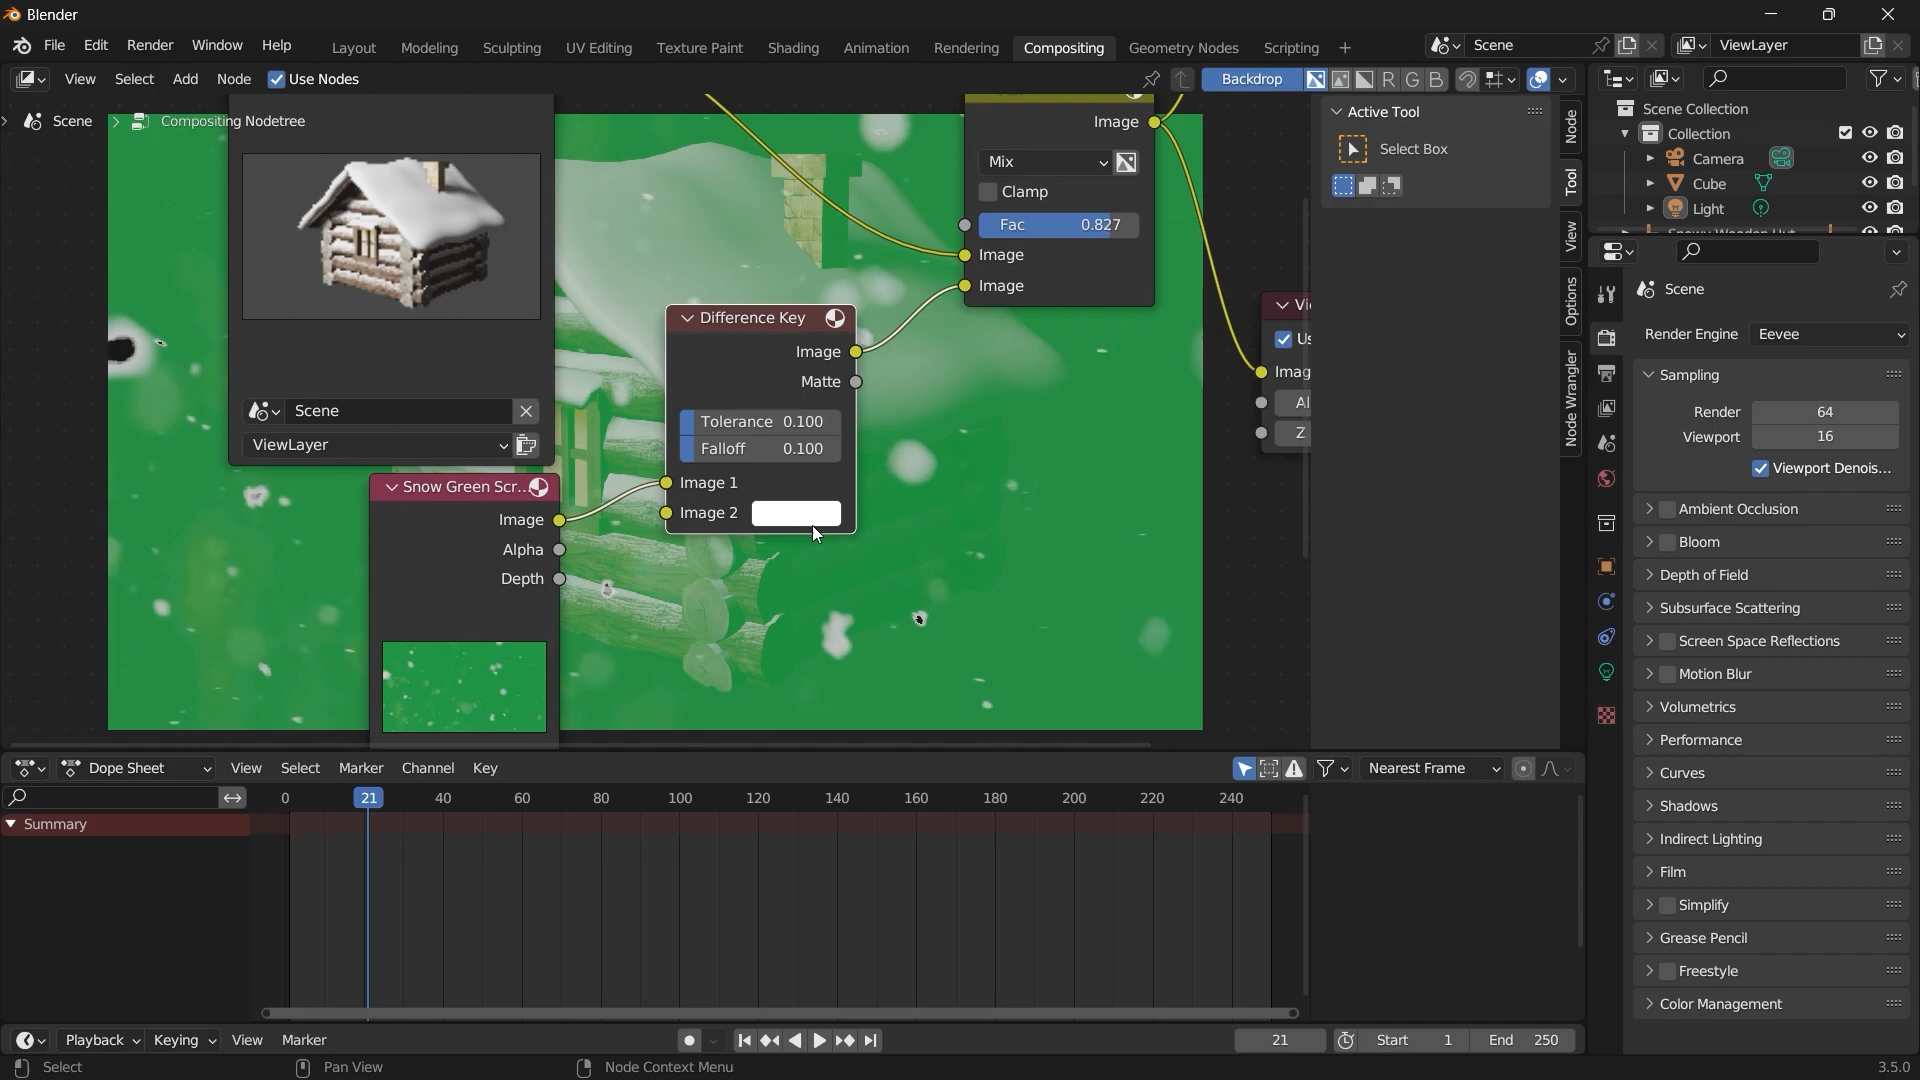 Blender
File Edit Render Window Help Layout Modeling Sculpting UV Editing Texture Paint Shading Animation Rendering Compositing Geometry Nodes Scripting + Scene ViewLayer
View Select Add Node Use Nodes Backdrop R G B
Scene Compositing Nodetree
Image
Mix
Clamp
Fac 0.827
Image
Image
Difference Key
Image
Matte
Tolerance 0.100
Falloff 0.100
Image 1
Image 2
Scene
ViewLayer
Snow Green Scr...
Image
Alpha
Depth
Vi
Us
Imag
Al
Z
Active Tool
Select Box
Node
Tool
View
Options
Node Wrangler
Scene Collection
Collection
Camera
Cube
Light
Scene
Render Engine Eevee
Sampling
Render 64
Viewport 16
Viewport Denois...
Ambient Occlusion
Bloom
Depth of Field
Subsurface Scattering
Screen Space Reflections
Motion Blur
Volumetrics
Performance
Curves
Shadows
Indirect Lighting
Film
Simplify
Grease Pencil
Freestyle
Color Management
Dope Sheet View Select Marker Channel Key Nearest Frame
0 21 40 60 80 100 120 140 160 180 200 220 240
Summary
Playback Keying View Marker 21 Start 1 End 250
Select Pan View Node Context Menu 3.5.0